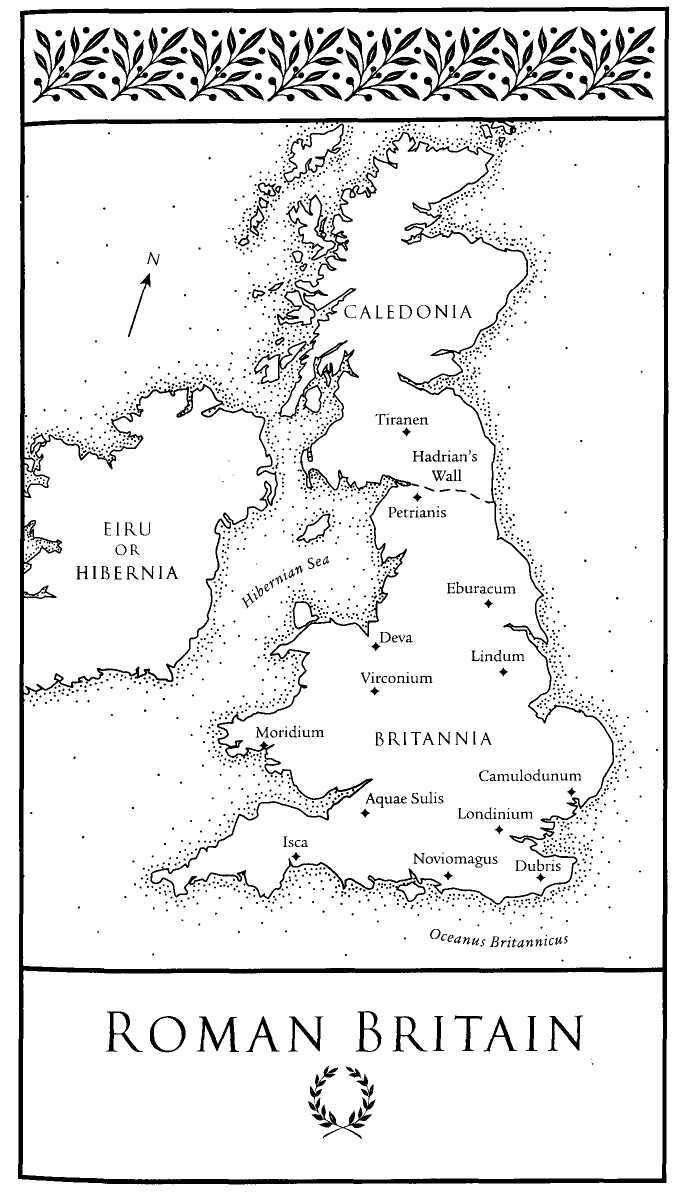 N
CALEDONIA
Tiranen
Hadrian's
Wall
Petrianis
EIRU
OR
HIBERNIA
Hibernian Sea
Eburacum
Deva
Lindum
Virconium
Moridium
BRITANNIA
Camulodunum
Aquae Sulis
Londinium
Isca
Noviomagus
Dubris
Oceanus Britannicus
ROMAN BRITAIN